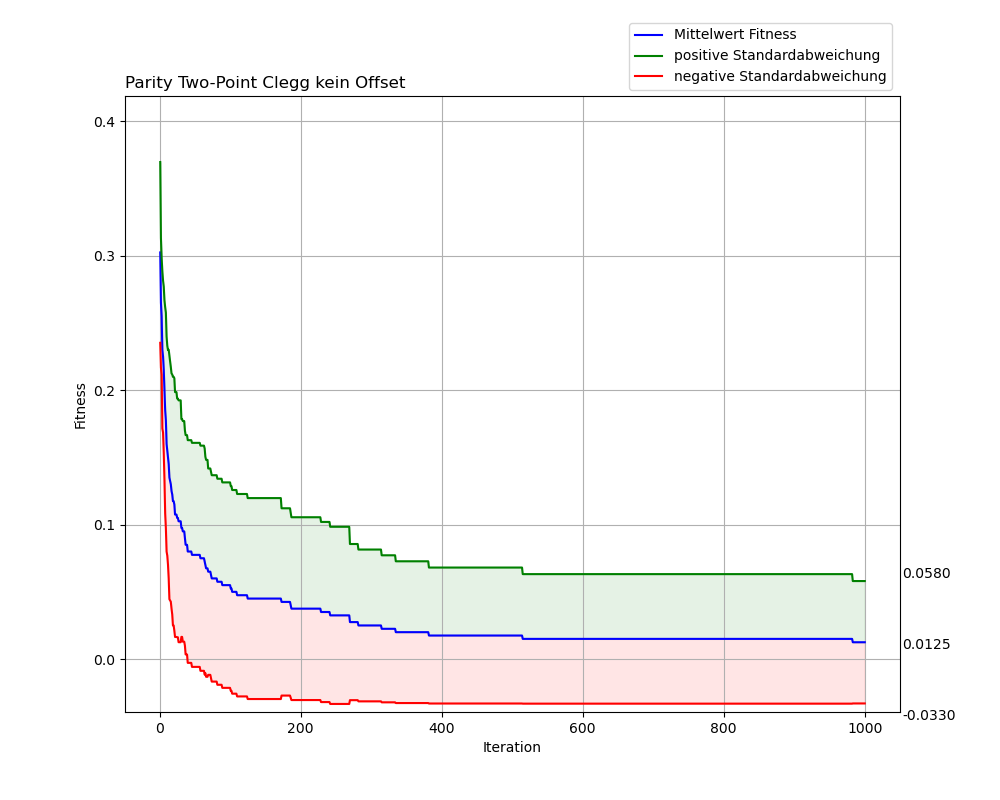 Mittelwert Fitness
positive Standardabweichung
negative Standardabweichung
Parity Two-Point Clegg kein Offset
0.4
0.3
0.2
0.1
0.0
Fitness
0.0580
0.0125
-0.0330
0 200 400 600 800 1000
Iteration